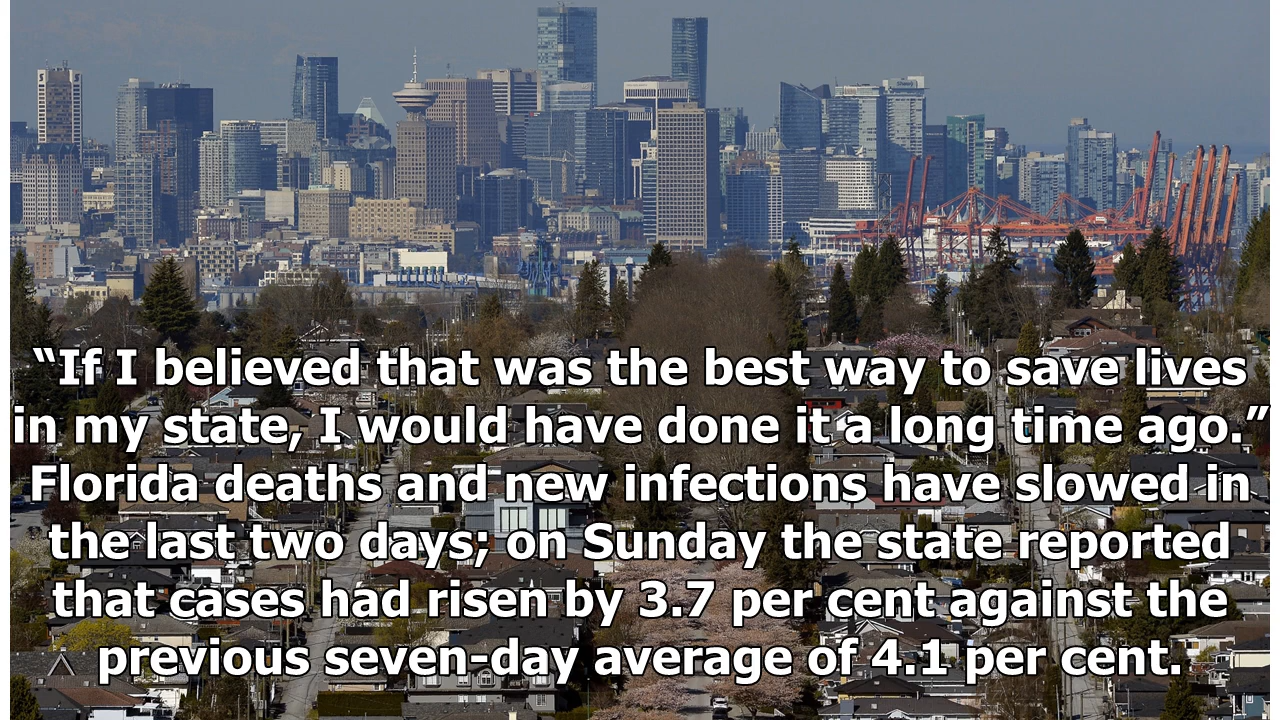 “If I believed that was the best way to save lives
in my state, I would have done it a long time ago.”
Florida deaths and new infections have slowed in
the last two days; on Sunday the state reported
that cases had risen by 3.7 per cent against the
previous seven-day average of 4.1 per cent.